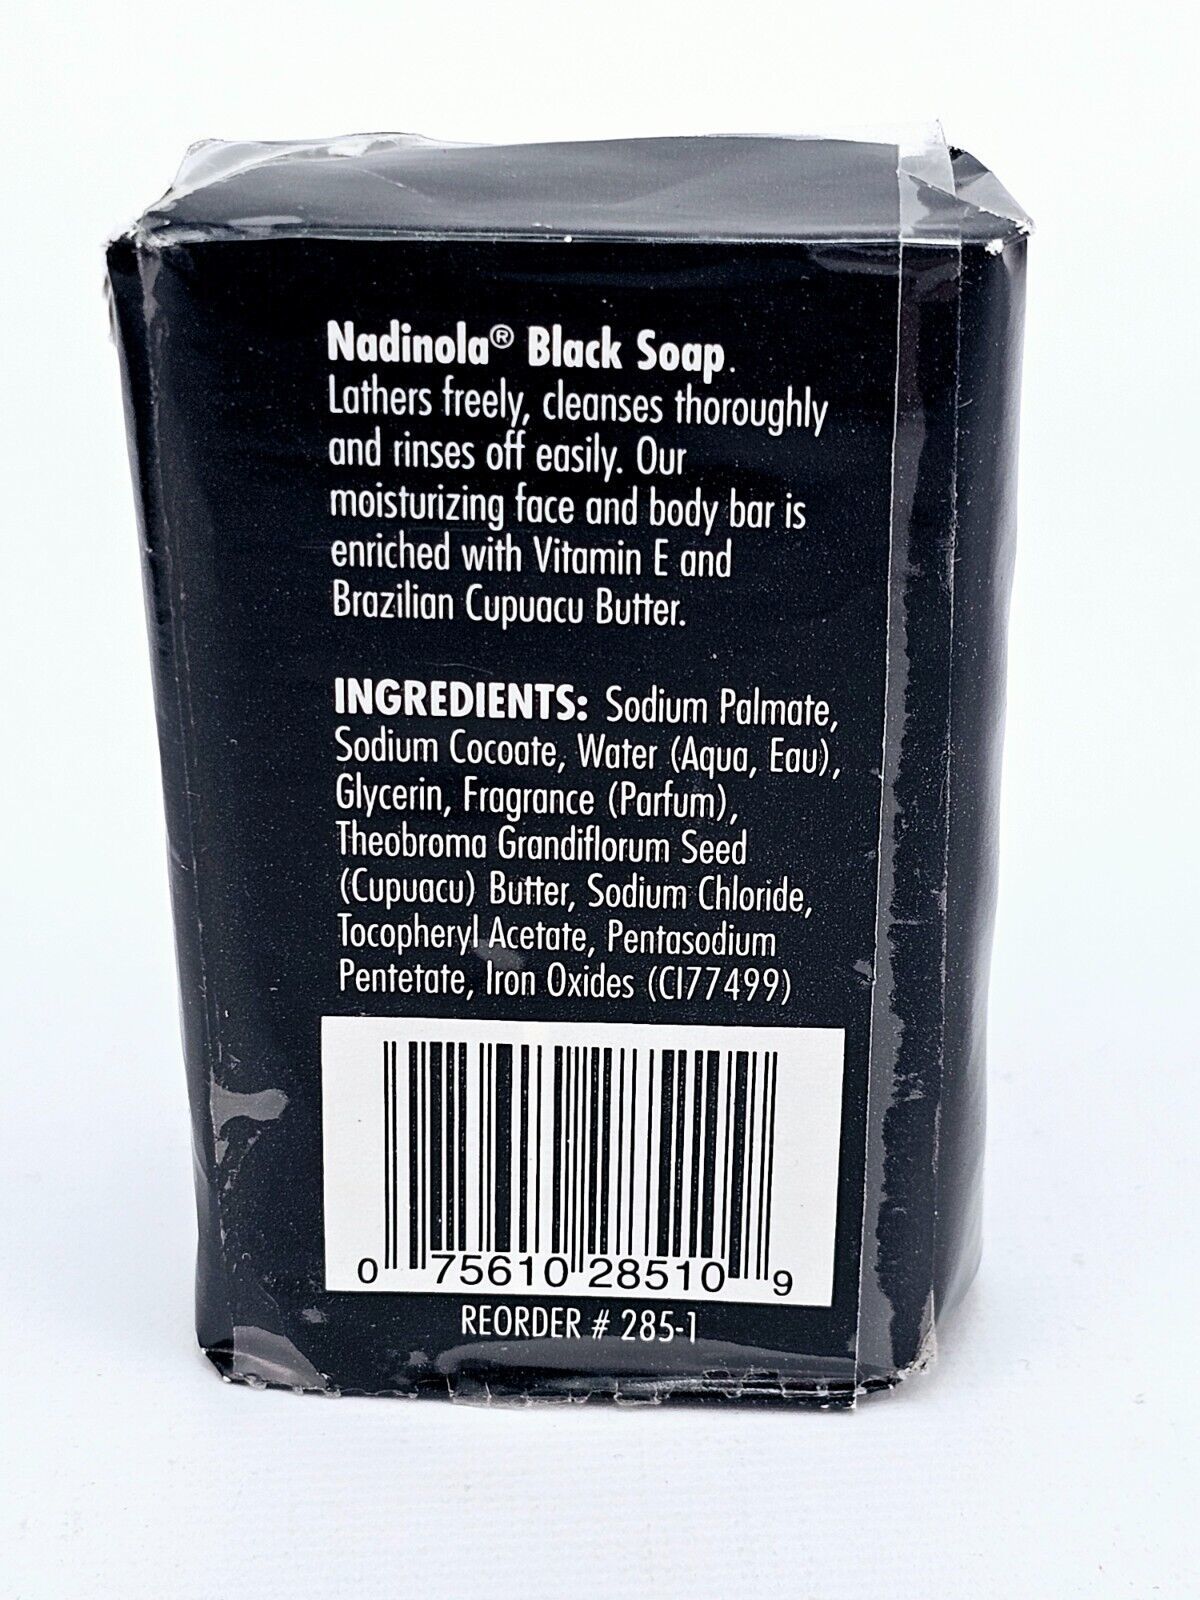 Nadinola® Black Soap.
Lathers freely, cleanses thoroughly
and rinses off easily. Our
moisturizing face and body bar is
enriched with Vitamin E and
Brazilian Cupuacu Butter.
INGREDIENTS: Sodium Palmate,
Sodium Cocoate, Water (Aqua, Eau),
Glycerin, Fragrance (Parfum),
Theobroma Grandiflorum Seed
(Cupuacu) Butter, Sodium Chloride,
Tocopheryl Acetate, Pentasodium
Pentetate, Iron Oxides (CI77499)
0 75610 28510 9
REORDER # 285-1